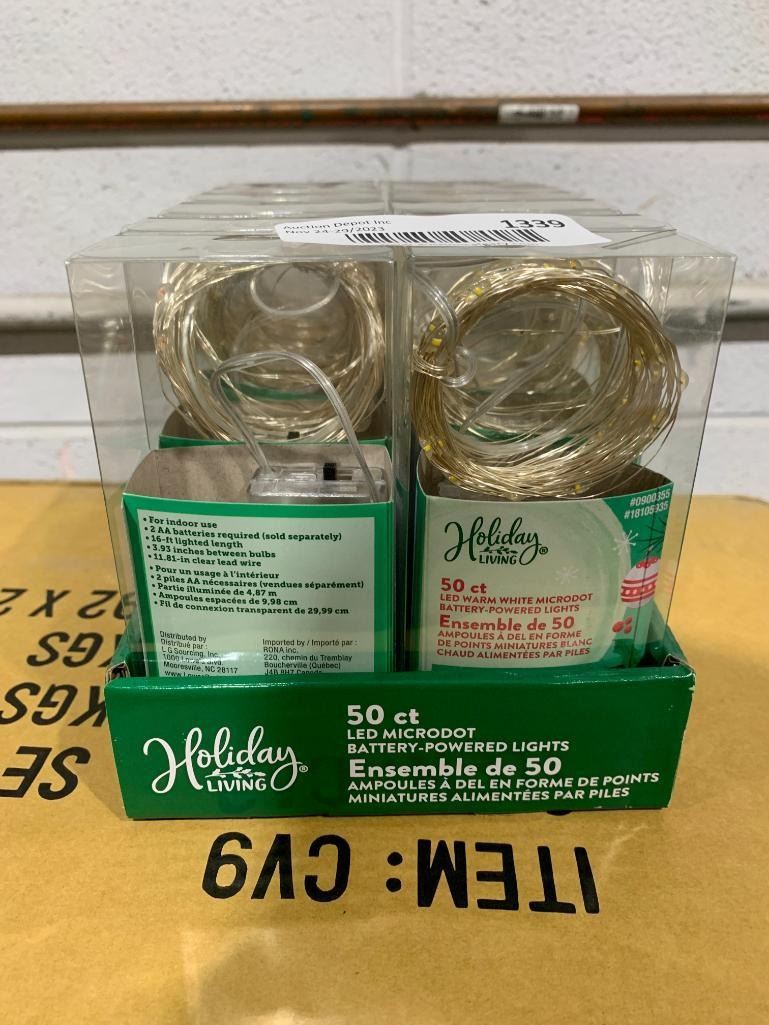 Auction Depot Inc
Nov 24-29/2023
1339
• For indoor use
• 2 AA batteries required (sold separately)
• 16-ft lighted length
• 3.93 inches between bulbs
• 11.81-in clear lead wire
• Pour un usage à l'intérieur
• 2 piles AA nécessaires (vendues séparément)
• Partie illuminée de 4,87 m
• Ampoules espacées de 9,98 cm
• Fil de connexion transparent de 29,99 cm
Distributed by
Distribué par :
L G Sourcing, Inc.
Mooresville, NC 28117
Imported by / Importé par :
RONA inc.
220, chemin du Tremblay
Boucherville (Québec)
#0900355
#18105935
Holiday
LIVING®
50 ct
LED WARM WHITE MICRODOT
BATTERY-POWERED LIGHTS
Ensemble de 50
AMPOULES À DEL EN FORME
DE POINTS MINIATURES BLANC
CHAUD ALIMENTÉES PAR PILES
Holiday
LIVING®
50 ct
LED MICRODOT
BATTERY-POWERED LIGHTS
Ensemble de 50
AMPOULES À DEL EN FORME DE POINTS
MINIATURES ALIMENTÉES PAR PILES
ITEM: CV9
KGS
KGS
SE